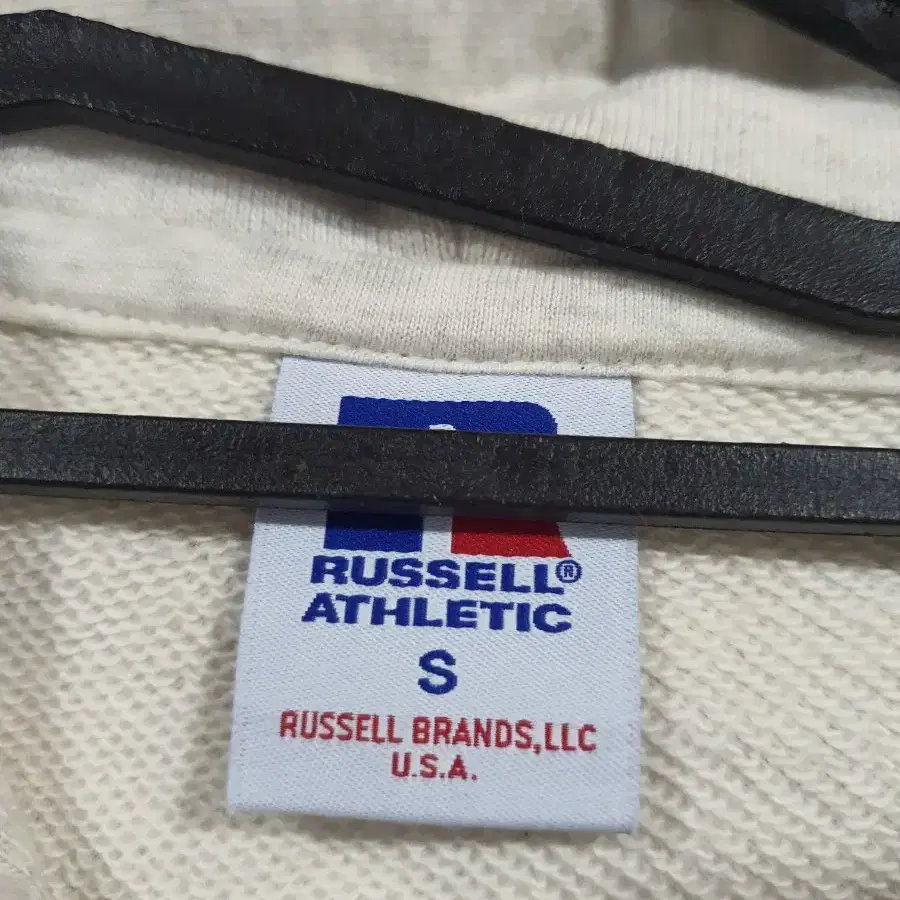 RUSSELL®
ATHLETIC
S
RUSSELL BRANDS,LLC
U.S.A.